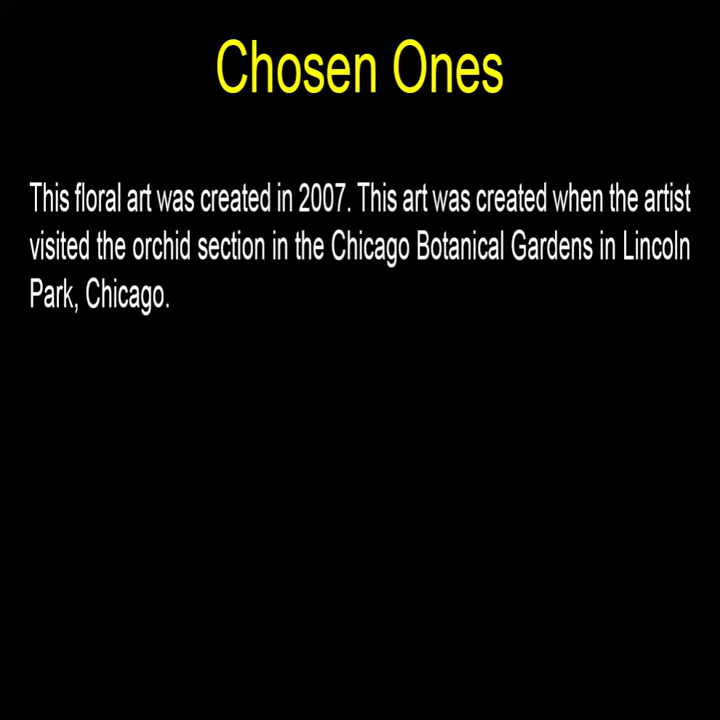 Chosen Ones
This floral art was created in 2007. This art was created when the artist
visited the orchid section in the Chicago Botanical Gardens in Lincoln
Park, Chicago.